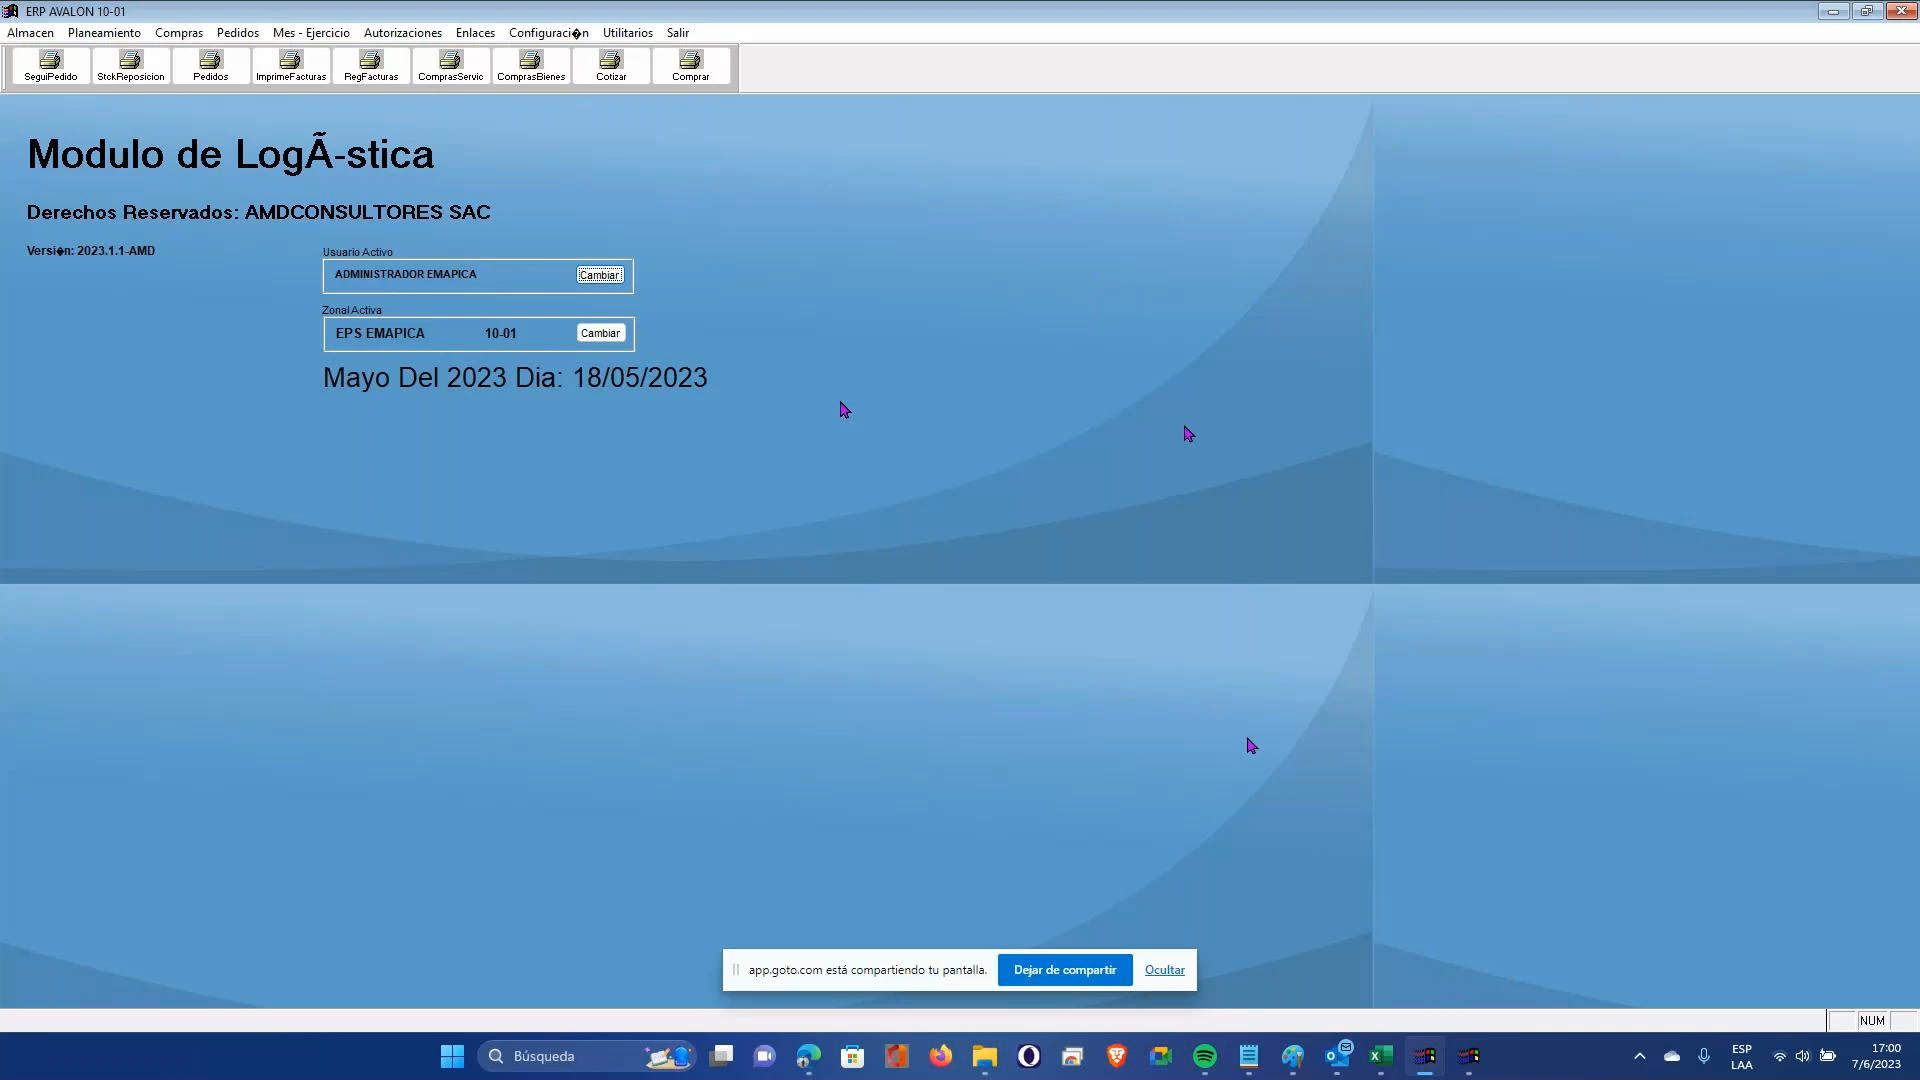 ERP AVALON 10-01
Almacen Planeamiento Compras Pedidos Mes - Ejercicio Autorizaciones Enlaces Configuraci�n Utilitarios Salir
SeguiPedido StckReposicion Pedidos ImprimeFacturas RegFacturas ComprasServic ComprasBienes Cotizar Comprar
Modulo de LogÃ-stica
Derechos Reservados: AMDCONSULTORES SAC
Versi�n: 2023.1.1-AMD
Usuario Activo
ADMINISTRADOR EMAPICA Cambiar
Zonal Activa
EPS EMAPICA 10-01 Cambiar
Mayo Del 2023 Dia: 18/05/2023
app.goto.com está compartiendo tu pantalla. Dejar de compartir Ocultar
NUM
Búsqueda
ESP
LAA
17:00
7/6/2023